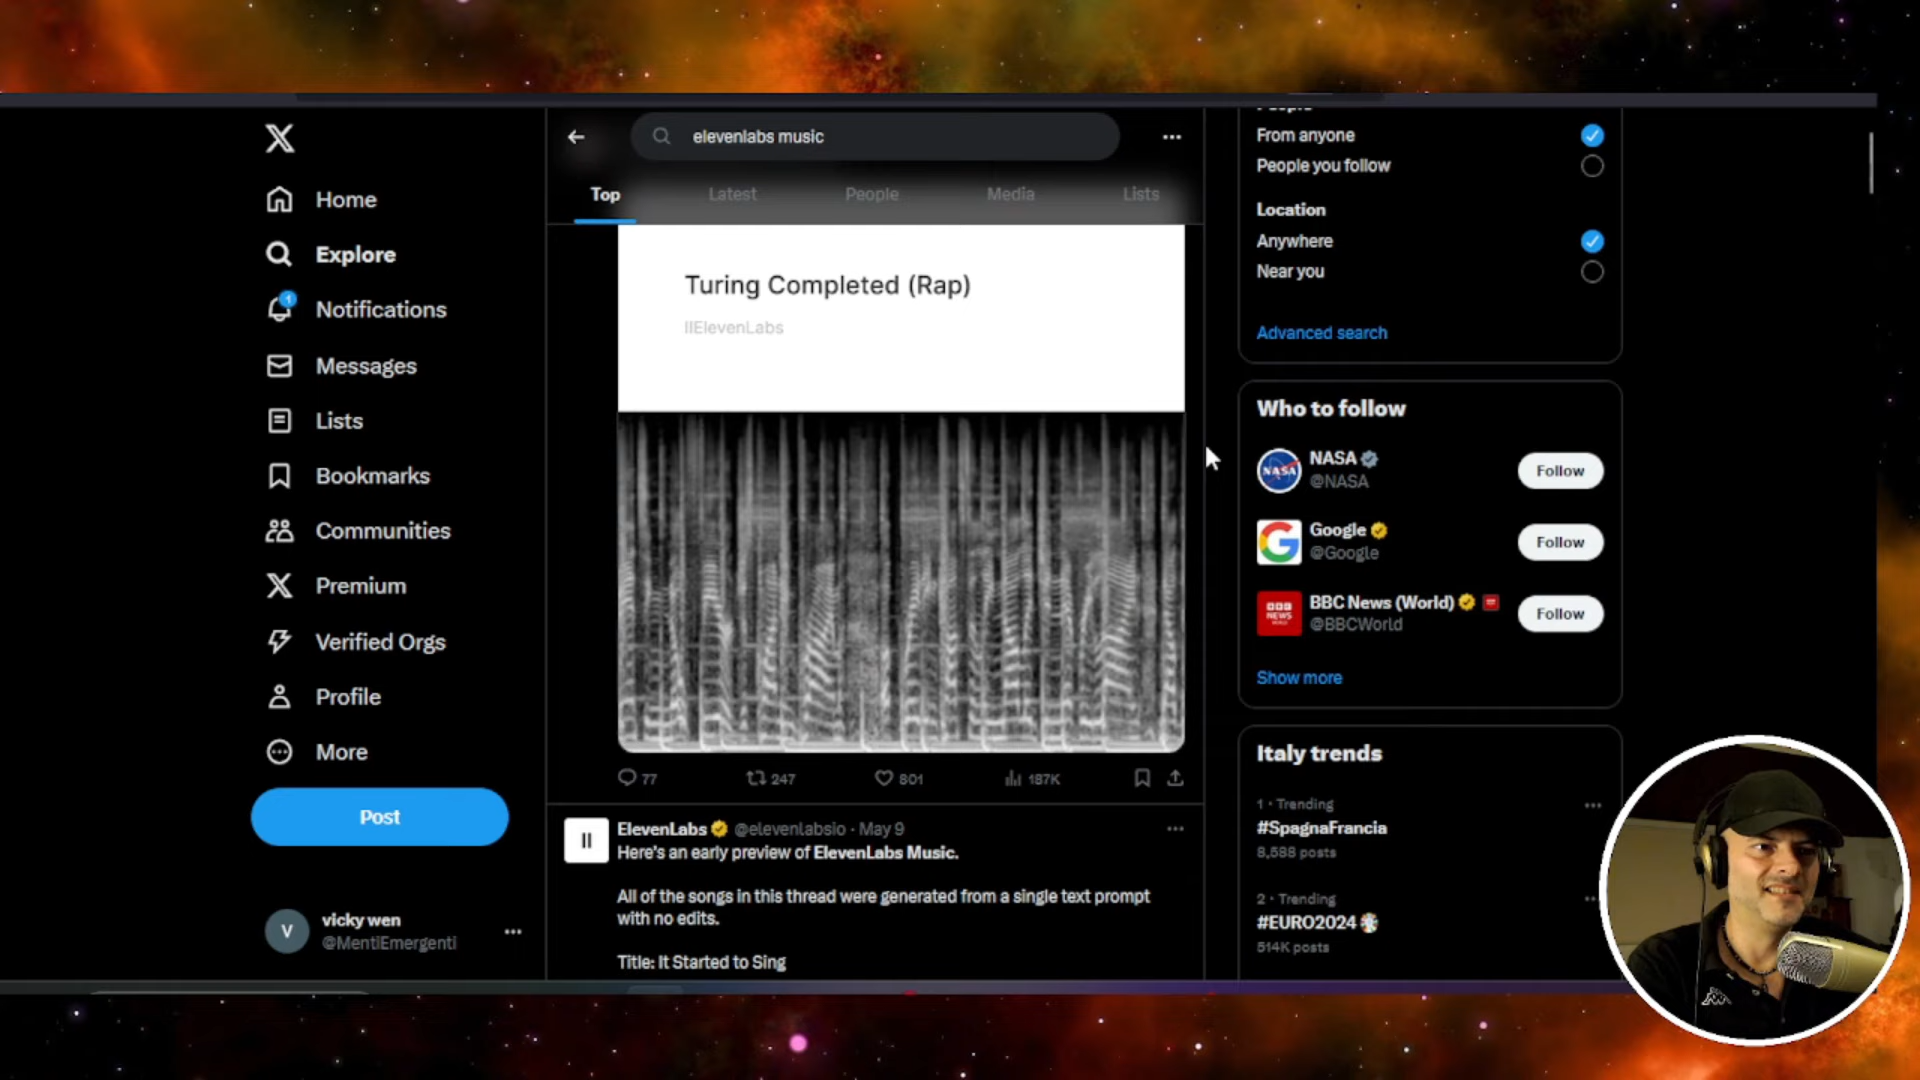 Home
Explore
1
Notifications
Messages
Lists
Bookmarks
Communities
Premium
Verified Orgs
Profile
More
Post
V
vicky wen
@MentiEmergenti
elevenlabs music
Top
Latest
People
Media
Lists
Turing Completed (Rap)
IIElevenLabs
77
247
801
187K
ElevenLabs @elevenlabsio · May 9
Here's an early preview of ElevenLabs Music.
All of the songs in this thread were generated from a single text prompt
with no edits.
Title: It Started to Sing
From anyone
People you follow
Location
Anywhere
Near you
Advanced search
Who to follow
NASA
NASA
@NASA
Follow
Google
@Google
Follow
BBC
NEWS
BBC News (World)
@BBCWorld
Follow
Show more
Italy trends
1 · Trending
#SpagnaFrancia
8,588 posts
2 · Trending
#EURO2024
514K posts